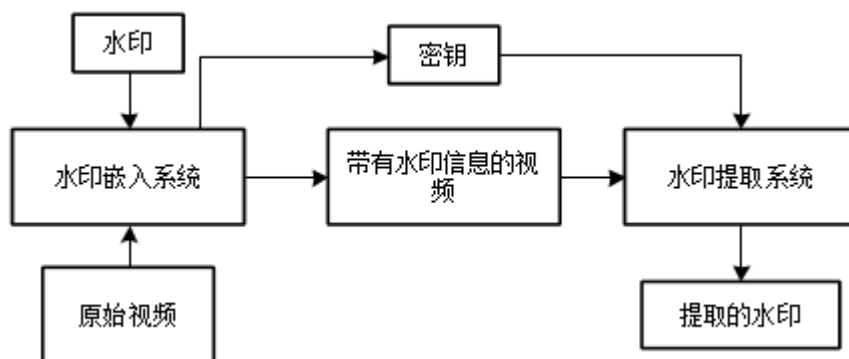 水印
密钥
水印嵌入系统
带有水印信息的视
频
水印提取系统
原始视频
提取的水印